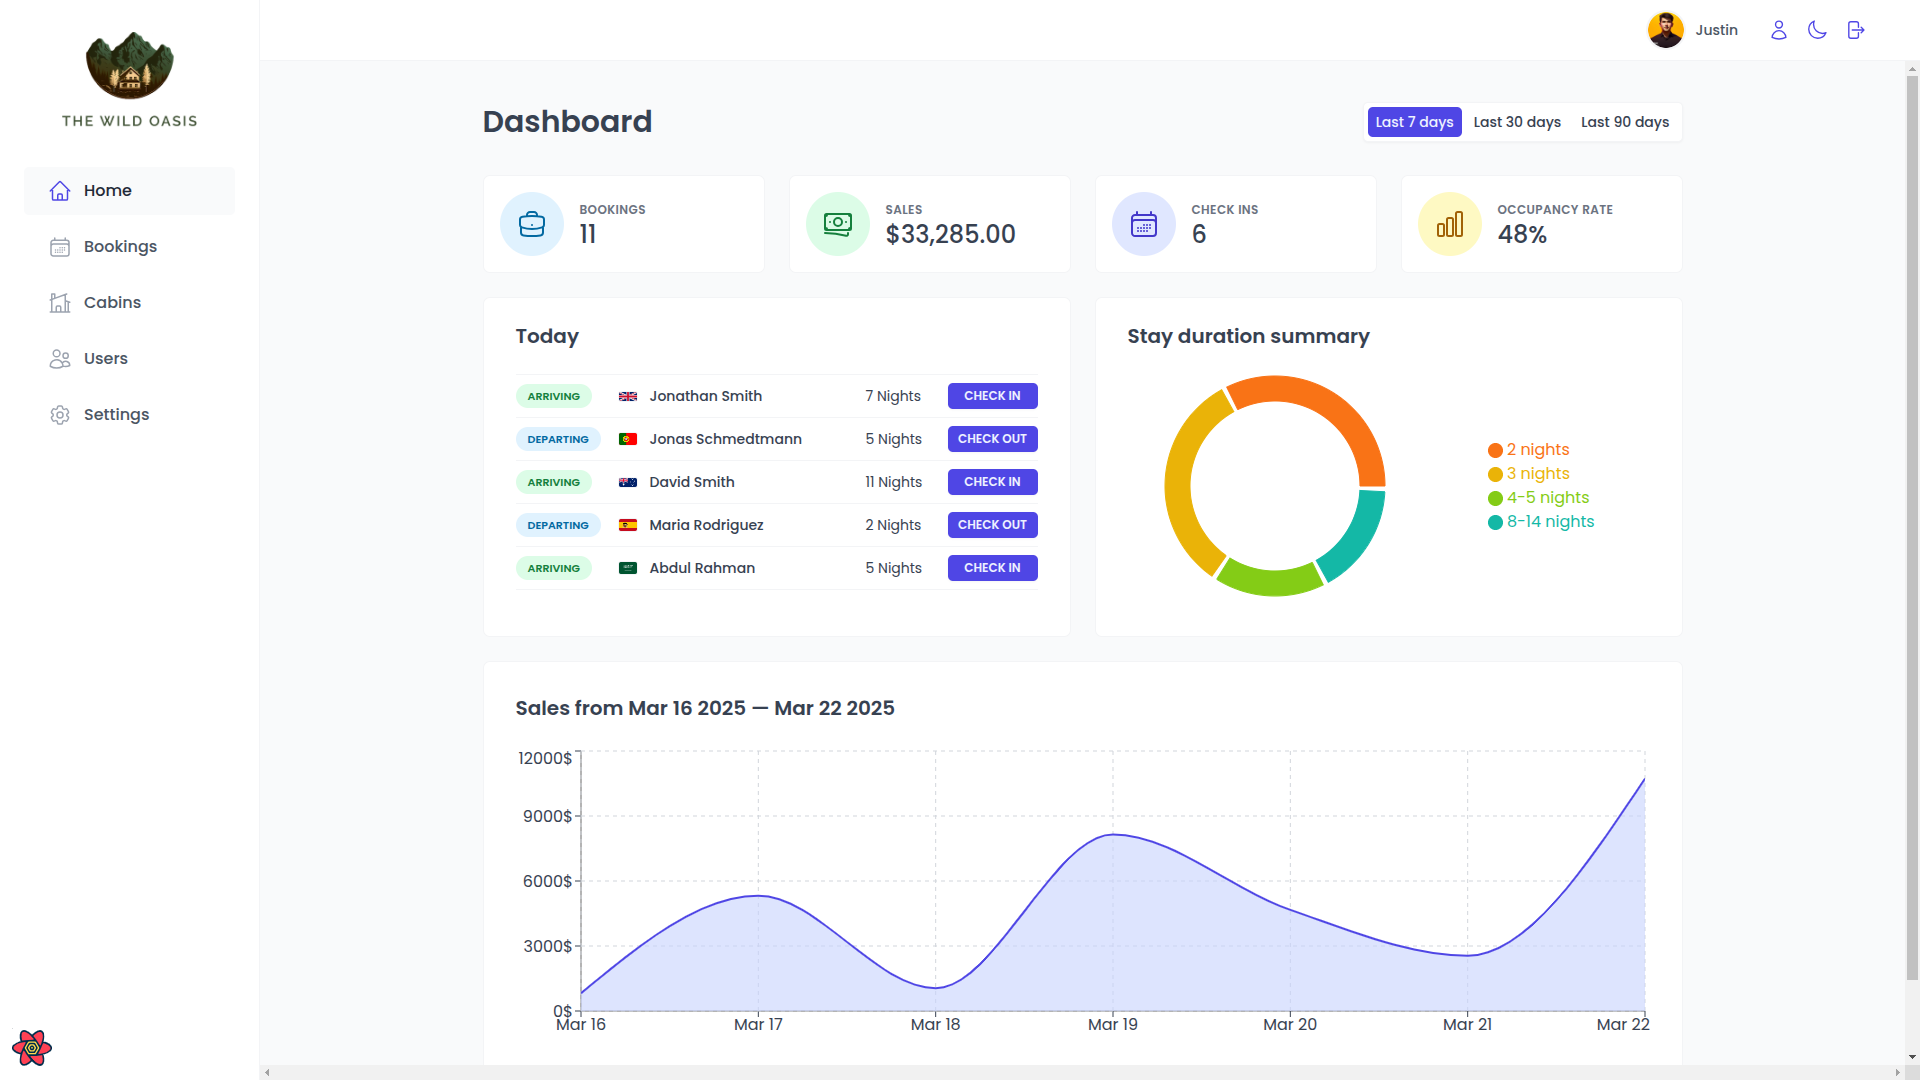 THE WILD OASIS
Home
Bookings
Cabins
Users
Settings
Justin
Dashboard
Last 7 days Last 30 days Last 90 days
BOOKINGS
11
SALES
$33,285.00
CHECK INS
6
OCCUPANCY RATE
48%
Today
ARRIVING Jonathan Smith 7 Nights CHECK IN
DEPARTING Jonas Schmedtmann 5 Nights CHECK OUT
ARRIVING David Smith 11 Nights CHECK IN
DEPARTING Maria Rodriguez 2 Nights CHECK OUT
ARRIVING Abdul Rahman 5 Nights CHECK IN
Stay duration summary
2 nights
3 nights
4-5 nights
8-14 nights
Sales from Mar 16 2025 — Mar 22 2025
12000$
9000$
6000$
3000$
0$
Mar 16 Mar 17 Mar 18 Mar 19 Mar 20 Mar 21 Mar 22